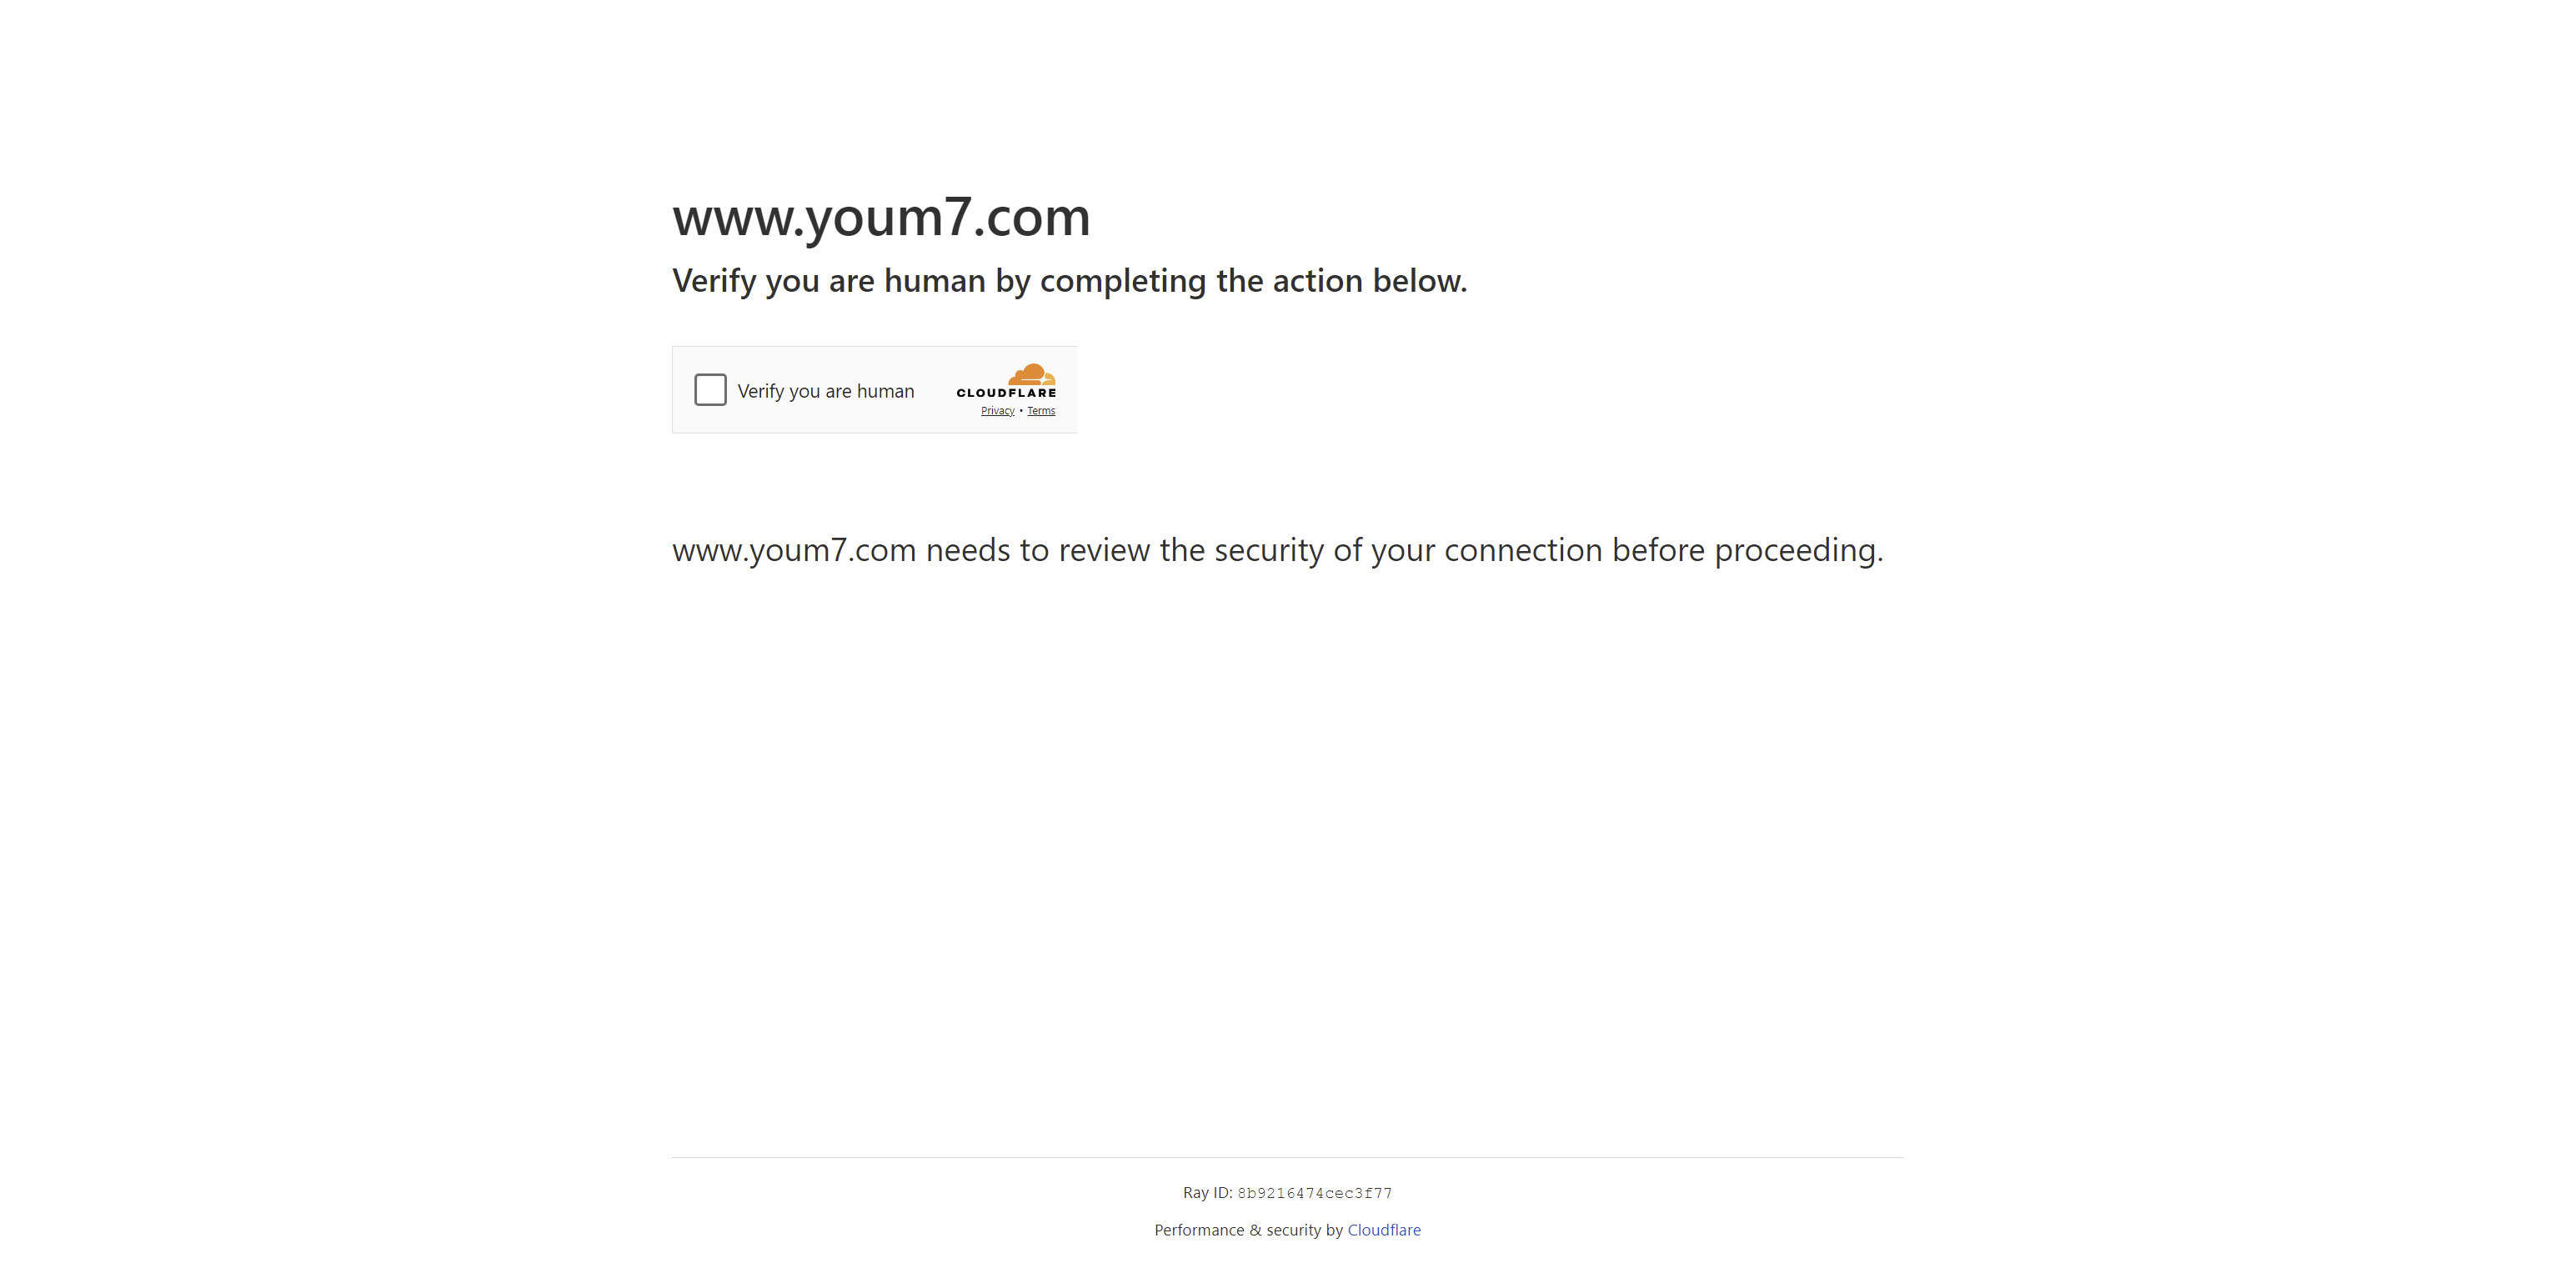 www.youm7.com
Verify you are human by completing the action below.
Verify you are human
CLOUDFLARE
Privacy • Terms
www.youm7.com needs to review the security of your connection before proceeding.
Ray ID: 8b9216474cec3f77
Performance & security by Cloudflare